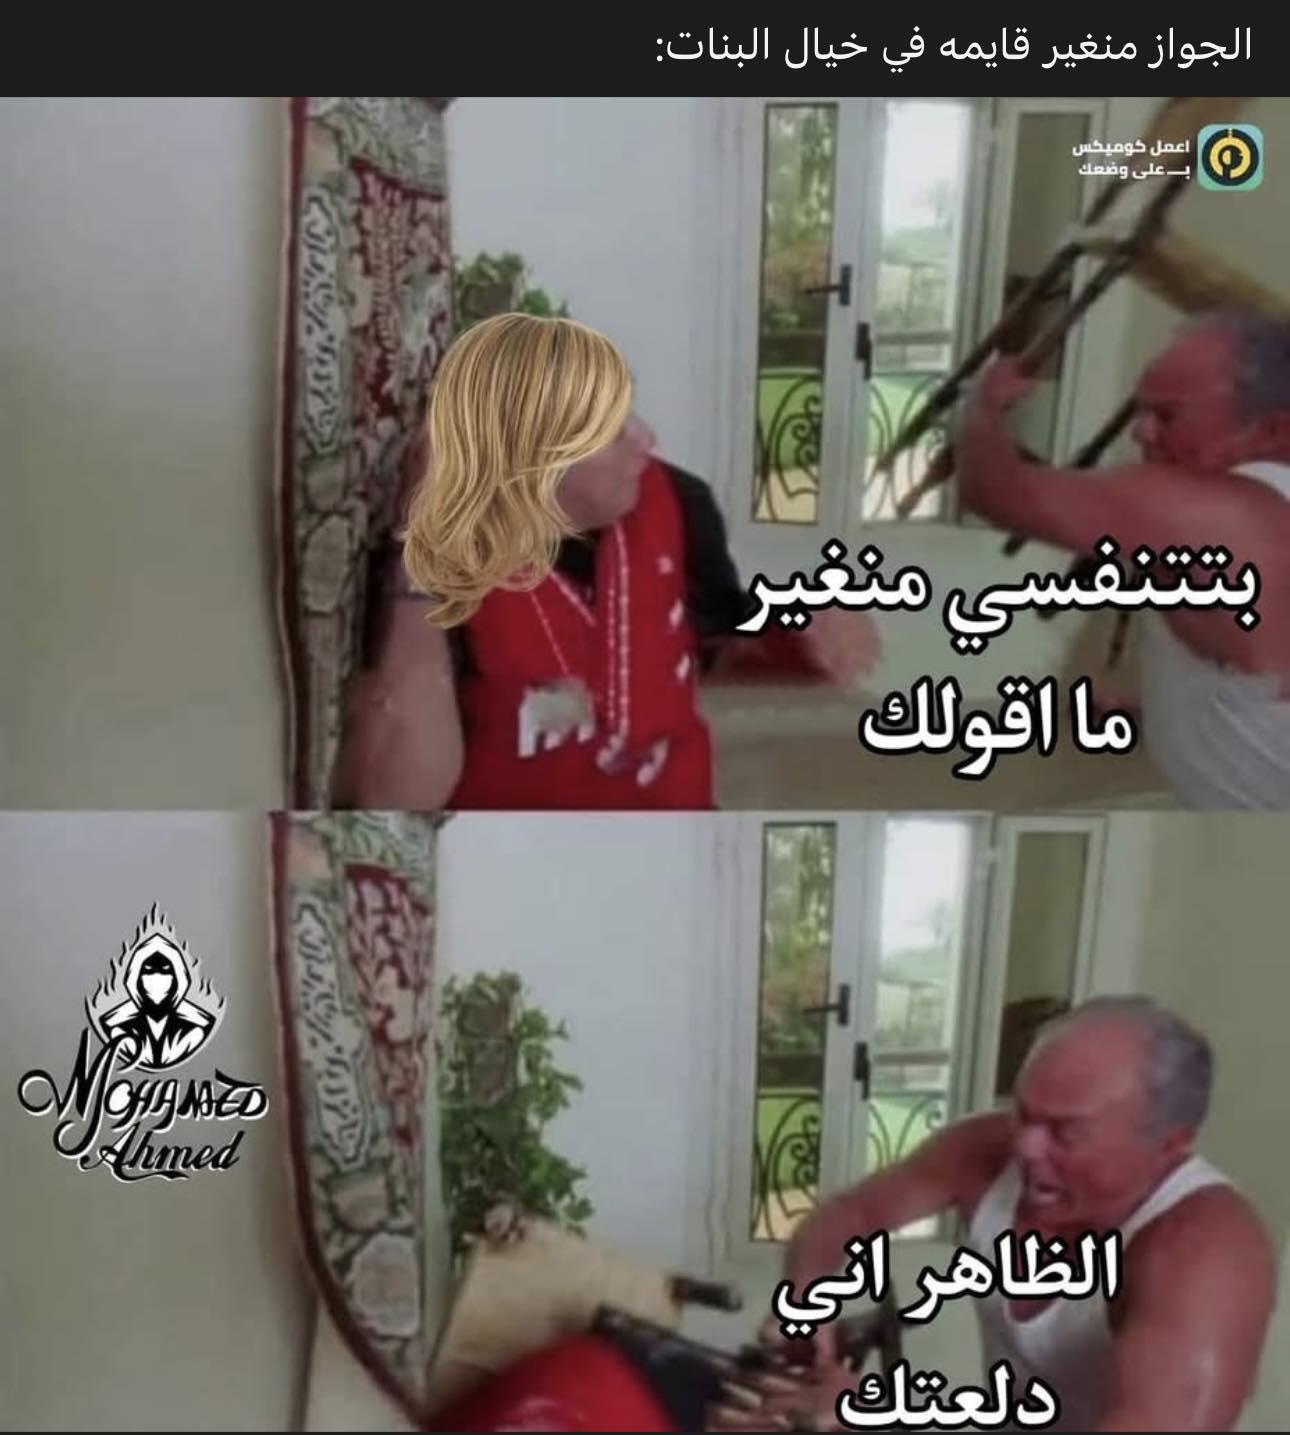 الجواز منغير قايمه في خيال البنات:
اعمل كوميكس
بــ على وضعك
بتتنفسي منغير
ما اقولك
MOHAMED
Ahmed
الظاهر اني
دلعتك